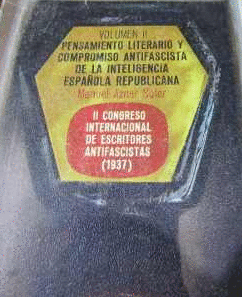 VOLUMEN II
PENSAMIENTO LITERARIO Y
COMPROMISO ANTIFASCISTA
DE LA INTELIGENCIA
ESPAÑOLA REPUBLICANA
Manuel Aznar Soler
II CONGRESO
INTERNACIONAL
DE ESCRITORES
ANTIFASCISTAS
(1937)